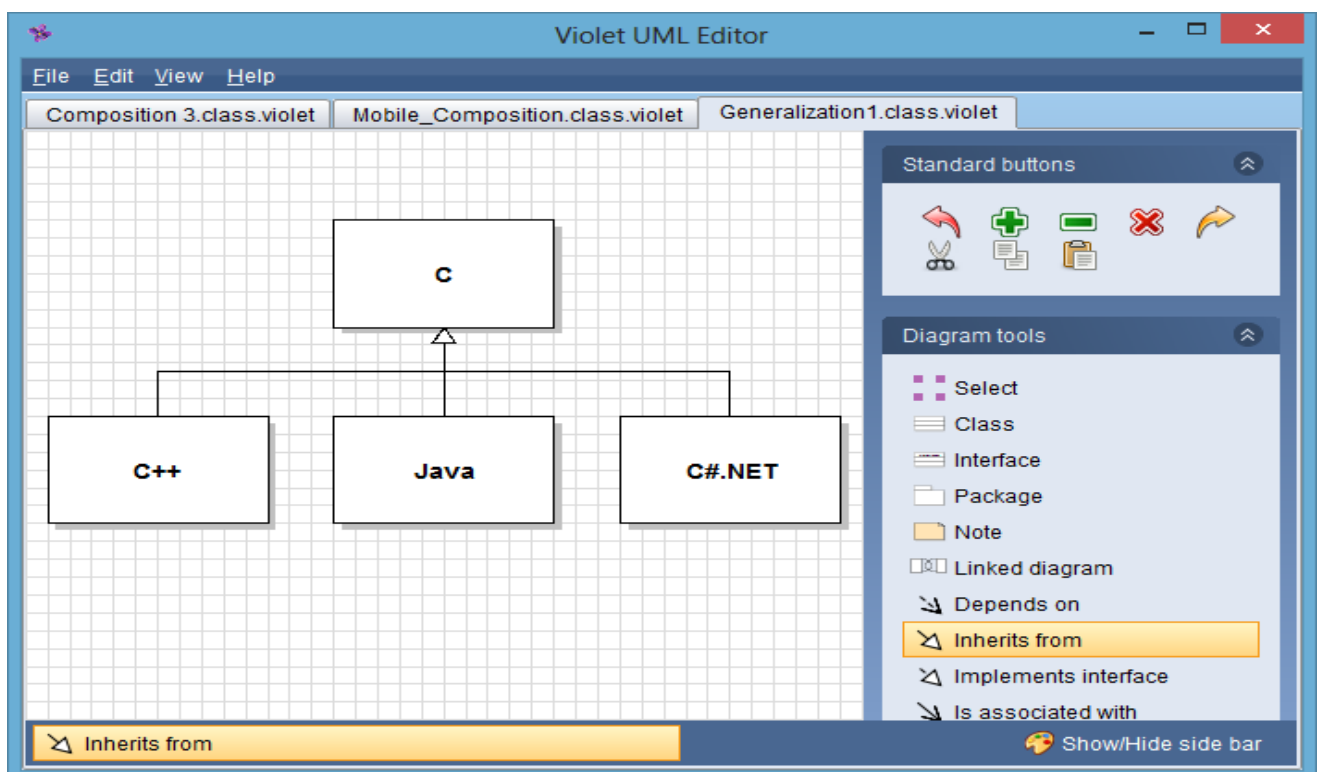 Violet UML Editor
File Edit View Help
Composition 3.class.violet Mobile_Composition.class.violet Generalization1.class.violet
Standard buttons
C
Diagram tools
Select
Class
Interface
Package
Note
Linked diagram
Depends on
Inherits from
Implements interface
Is associated with
C++ Java C#.NET
Inherits from Show/Hide side bar